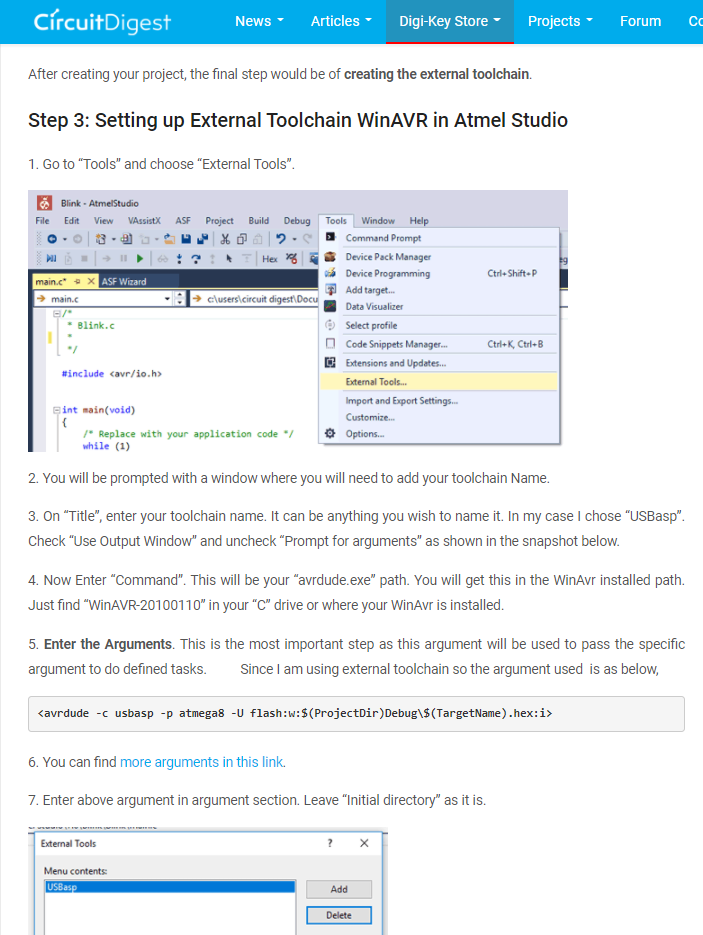 CircuitDigest
News
Articles
Digi-Key Store
Projects
Forum
Co
After creating your project, the final step would be of creating the external toolchain.
Step 3: Setting up External Toolchain WinAVR in Atmel Studio
1. Go to “Tools” and choose “External Tools”.
Blink - AtmelStudio
File Edit View VAssistX ASF Project Build Debug Tools Window Help
Hex
main.c* ASF Wizard
main.c c:\users\circuit digest\Docu
/*
* Blink.c
*
*/
#include <avr/io.h>
int main(void)
{
/* Replace with your application code */
while (1)
Command Prompt
Device Pack Manager
Device Programming Ctrl+Shift+P
Add target...
Data Visualizer
Select profile
Code Snippets Manager... Ctrl+K, Ctrl+B
Extensions and Updates...
External Tools...
Import and Export Settings...
Customize...
Options...
2. You will be prompted with a window where you will need to add your toolchain Name.
3. On “Title”, enter your toolchain name. It can be anything you wish to name it. In my case I chose “USBasp”.
Check “Use Output Window” and uncheck “Prompt for arguments” as shown in the snapshot below.
4. Now Enter “Command”. This will be your “avrdude.exe” path. You will get this in the WinAvr installed path.
Just find “WinAVR-20100110” in your “C” drive or where your WinAvr is installed.
5. Enter the Arguments. This is the most important step as this argument will be used to pass the specific
argument to do defined tasks. Since I am using external toolchain so the argument used is as below,
<avrdude -c usbasp -p atmega8 -U flash:w:$(ProjectDir)Debug\$(TargetName).hex:i>
6. You can find more arguments in this link.
7. Enter above argument in argument section. Leave “Initial directory” as it is.
External Tools ? X
Menu contents:
USBasp
Add
Delete